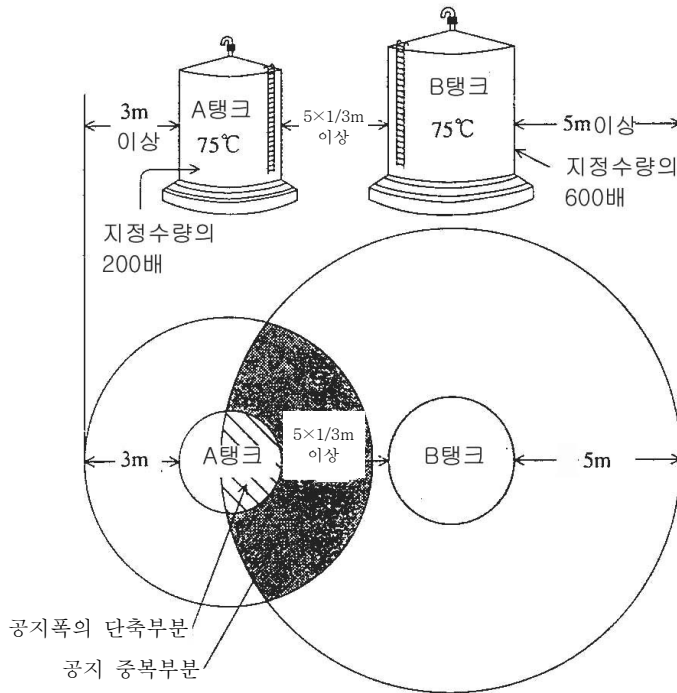 3m
이상
A탱크
75℃
5×1/3m
이상
B탱크
75℃
5m이상
지정수량의
600배
지정수량의
200배
3m
A탱크
5×1/3m
이상
B탱크
5m
공지폭의 단축부분
공지 중복부분